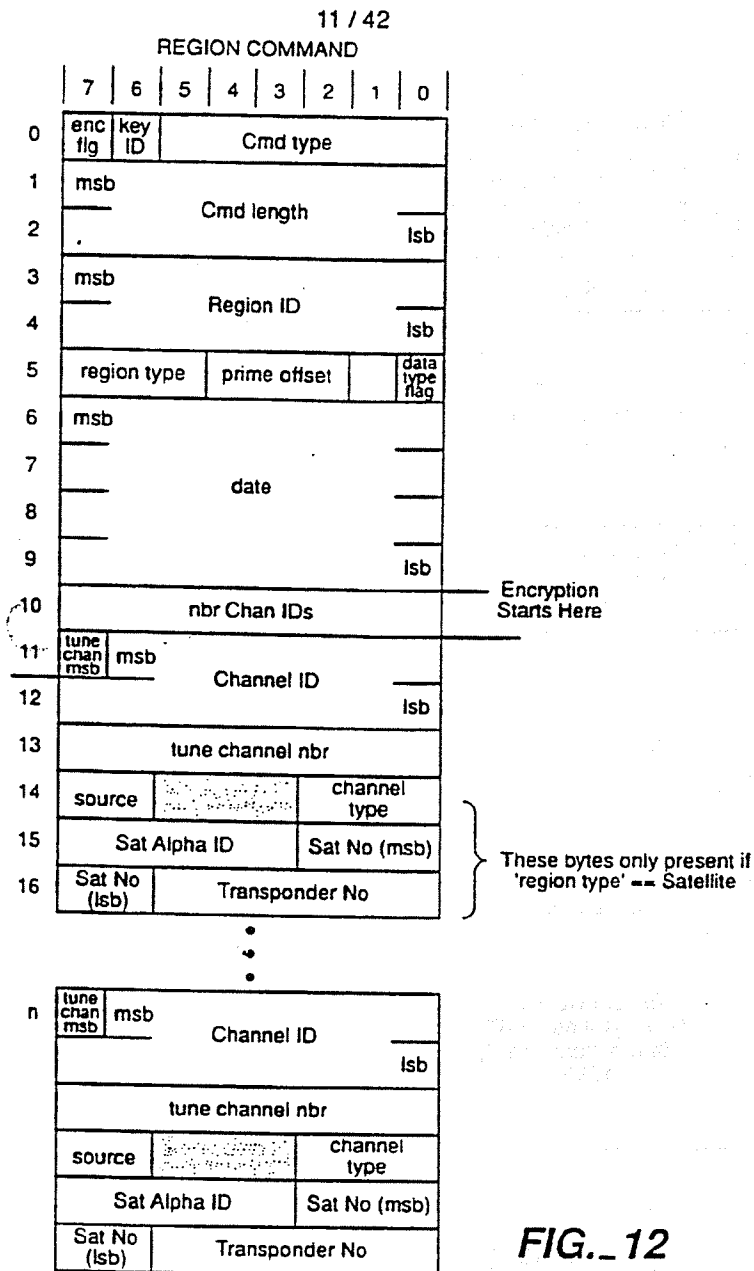 11 / 42
REGION COMMAND
7 6 5 4 3 2 1 0
0 enc flg key ID Cmd type
1 msb
Cmd length
2 lsb
3 msb
Region ID
4 lsb
5 region type prime offset data type flag
6 msb
7
date
8
9 lsb
Encryption Starts Here
10 nbr Chan IDs
11 tune chan msb msb
Channel ID
12 lsb
13 tune channel nbr
14 source channel type
15 Sat Alpha ID Sat No (msb)
16 Sat No (lsb) Transponder No
These bytes only present if
'region type' == Satellite
n tune chan msb msb
Channel ID
lsb
tune channel nbr
source channel type
Sat Alpha ID Sat No (msb)
Sat No (lsb) Transponder No
FIG._12